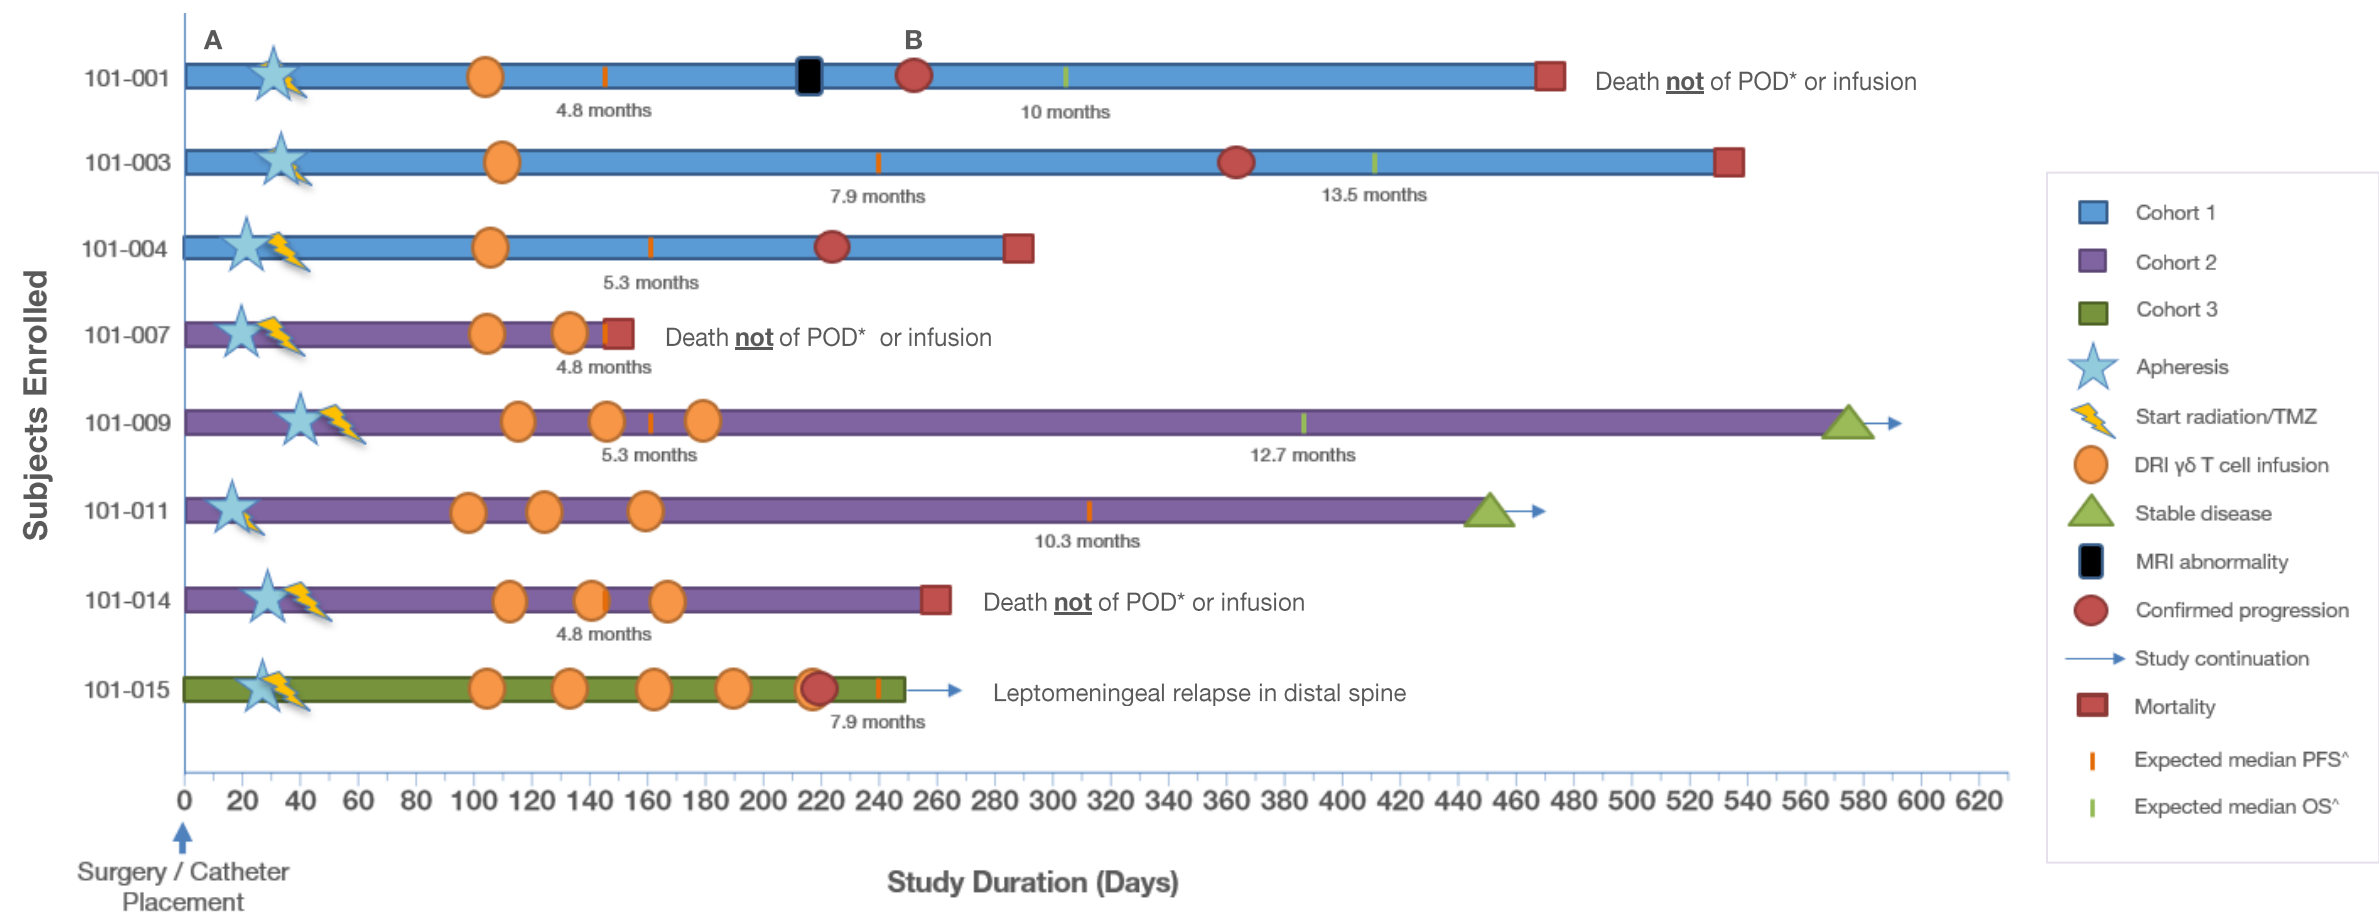 A
B
101-001
Death not of POD* or infusion
4.8 months
10 months
101-003
7.9 months
13.5 months
101-004
5.3 months
101-007
Death not of POD* or infusion
4.8 months
101-009
5.3 months
12.7 months
101-011
10.3 months
101-014
Death not of POD* or infusion
4.8 months
101-015
Leptomeningeal relapse in distal spine
7.9 months
Subjects Enrolled
0 20 40 60 80 100 120 140 160 180 200 220 240 260 280 300 320 340 360 380 400 420 440 460 480 500 520 540 560 580 600 620
Surgery / Catheter
Placement
Study Duration (Days)
Cohort 1
Cohort 2
Cohort 3
Apheresis
Start radiation/TMZ
DRI γδ T cell infusion
Stable disease
MRI abnormality
Confirmed progression
Study continuation
Mortality
Expected median PFS^
Expected median OS^